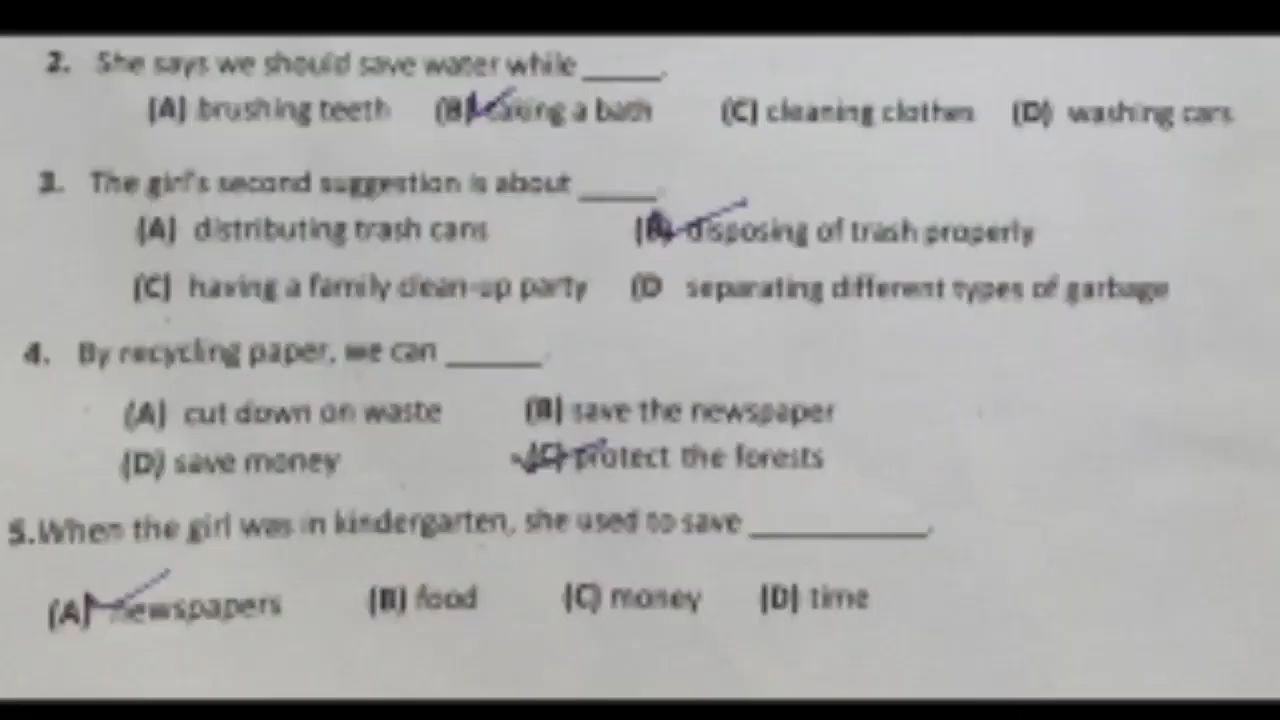 2. She says we should save water while _____.
(A) brushing teeth (B) taking a bath (C) cleaning clothes (D) washing cars
3. The girl's second suggestion is about _____.
(A) distributing trash cans (B) disposing of trash properly
(C) having a family clean-up party (D separating different types of garbage
4. By recycling paper, we can ______.
(A) cut down on waste (B) save the newspaper
(D) save money (C) protect the forests
5.When the girl was in kindergarten, she used to save ___________.
(A) newspapers (B) food (C) money (D) time